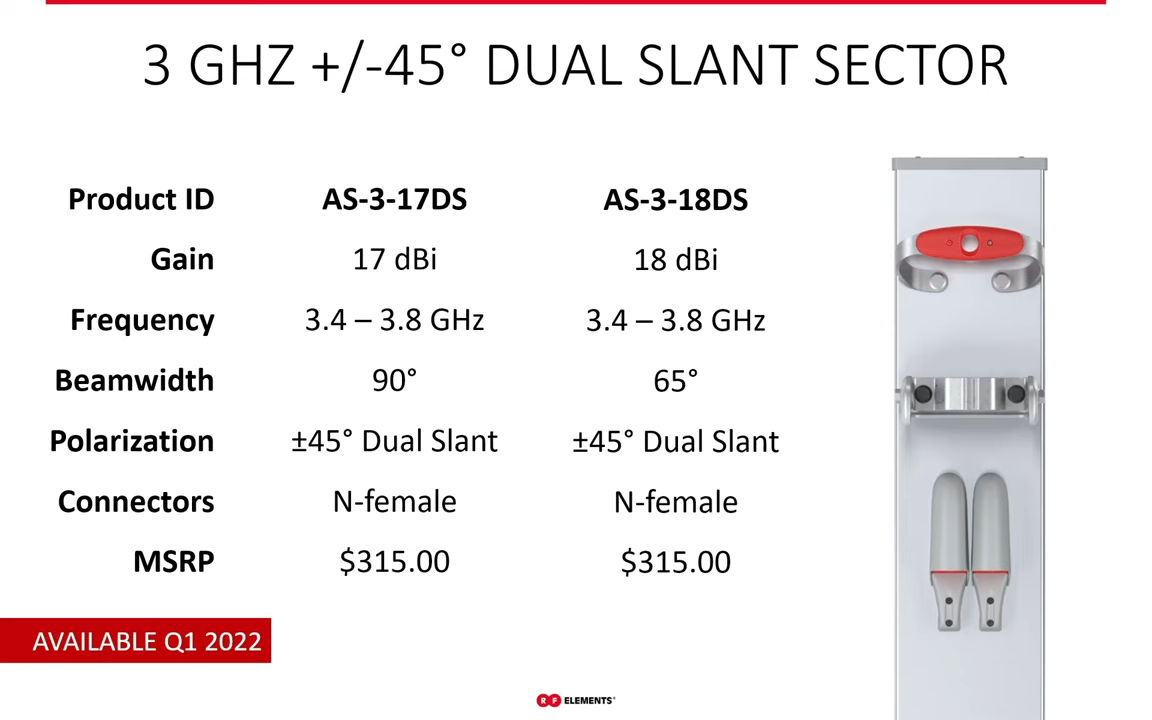 3 GHZ +/-45° DUAL SLANT SECTOR
Product ID AS-3-17DS AS-3-18DS
Gain 17 dBi 18 dBi
Frequency 3.4 – 3.8 GHz 3.4 – 3.8 GHz
Beamwidth 90° 65°
Polarization ±45° Dual Slant ±45° Dual Slant
Connectors N-female N-female
MSRP $315.00 $315.00
AVAILABLE Q1 2022
RF ELEMENTS